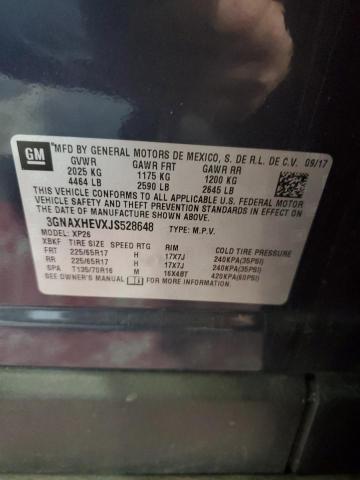 GM
MFD BY GENERAL MOTORS DE MEXICO, S. DE R.L. DE C.V. 09/17
GVWR GAWR FRT GAWR RR
2025 KG 1175 KG 1200 KG
4464 LB 2590 LB 2645 LB
THIS VEHICLE CONFORMS TO ALL APPLICABLE U.S.
FEDERAL MOTOR VEHICLE SAFETY AND THEFT
PREVENTION STANDARDS IN EFFECT ON THE DATE OF
MANUFACTURE SHOWN ABOVE.
3GNAXHEVXJS528648 TYPE: M.P.V.
MODEL: XP26
XBKF TIRE SIZE SPEED RTG RIM COLD TIRE PRESSURE
FRT 225/65R17 H 17X7J 240KPA(35PSI)
RR 225/65R17 H 17X7J 240KPA(35PSI)
SPA T135/70R16 M 16X4BT 420KPA(60PSI)
SEE OWNER'S MANUAL FOR ADDITIONAL INFORMATION